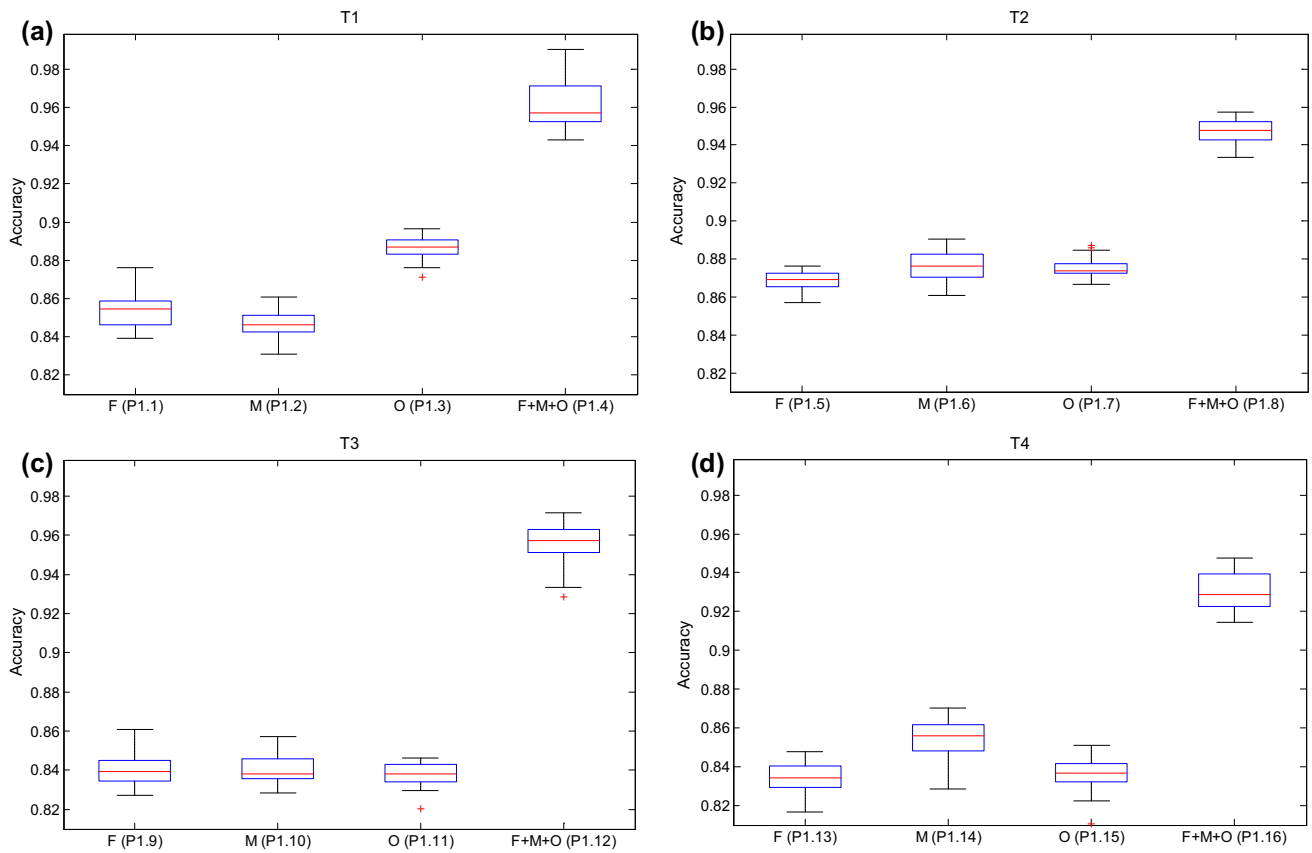 (a)
T1
Accuracy
0.98
0.96
0.94
0.92
0.9
0.88
0.86
0.84
0.82
F (P1.1) M (P1.2) O (P1.3) F+M+O (P1.4)
(b)
T2
Accuracy
0.98
0.96
0.94
0.92
0.9
0.88
0.86
0.84
0.82
F (P1.5) M (P1.6) O (P1.7) F+M+O (P1.8)
(c)
T3
Accuracy
0.98
0.96
0.94
0.92
0.9
0.88
0.86
0.84
0.82
F (P1.9) M (P1.10) O (P1.11) F+M+O (P1.12)
(d)
T4
Accuracy
0.98
0.96
0.94
0.92
0.9
0.88
0.86
0.84
0.82
F (P1.13) M (P1.14) O (P1.15) F+M+O (P1.16)